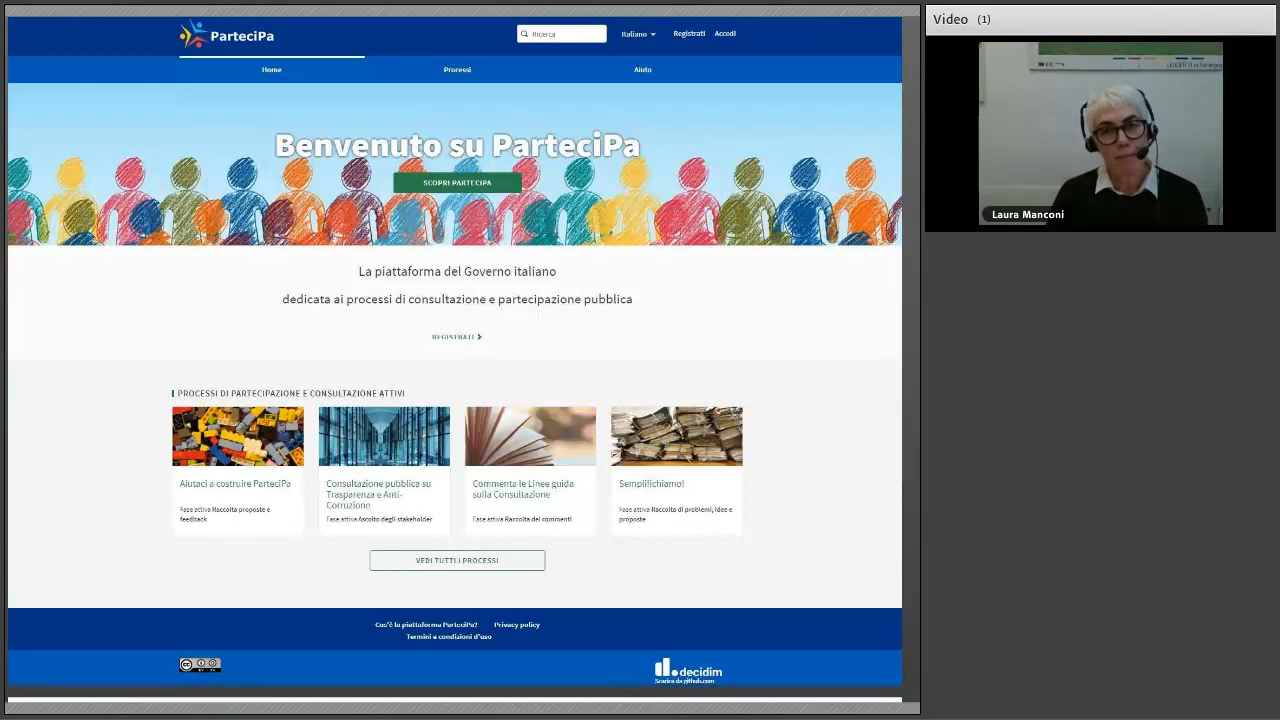 ParteciPa
Ricerca
Italiano
Registrati Accedi
Home Processi Aiuto
Benvenuto su ParteciPa
SCOPRI PARTECIPA
La piattaforma del Governo italiano
dedicata ai processi di consultazione e partecipazione pubblica
REGISTRATI
PROCESSI DI PARTECIPAZIONE E CONSULTAZIONE ATTIVI
Aiutaci a costruire ParteciPa
Fase attiva Raccolta proposte e
feedback
Consultazione pubblica su
Trasparenza e Anti-
Corruzione
Fase attiva Ascolto degli stakeholder
Commenta le Linee guida
sulla Consultazione
Fase attiva Raccolta dei commenti
Semplifichiamo!
Fase attiva Raccolta di problemi, idee e
proposte
VEDI TUTTI I PROCESSI
Cos'è la piattaforma ParteciPa? Privacy policy
Termini e condizioni d'uso
decidim
Scarica da github.com
Video (1)
Laura Manconi